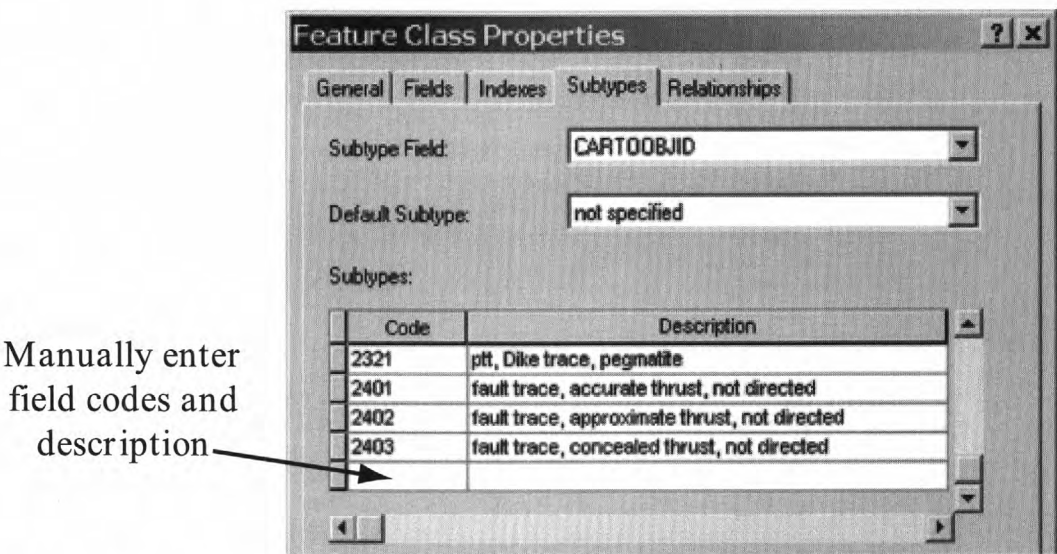 Feature Class Properties
? X
General Fields Indexes Subtypes Relationships
Subtype Field: CARTOOBJID
Default Subtype: not specified
Subtypes:
Code Description
2321 ptt, Dike trace, pegmatite
2401 fault trace, accurate thrust, not directed
2402 fault trace, approximate thrust, not directed
2403 fault trace, concealed thrust, not directed
Manually enter
field codes and
description